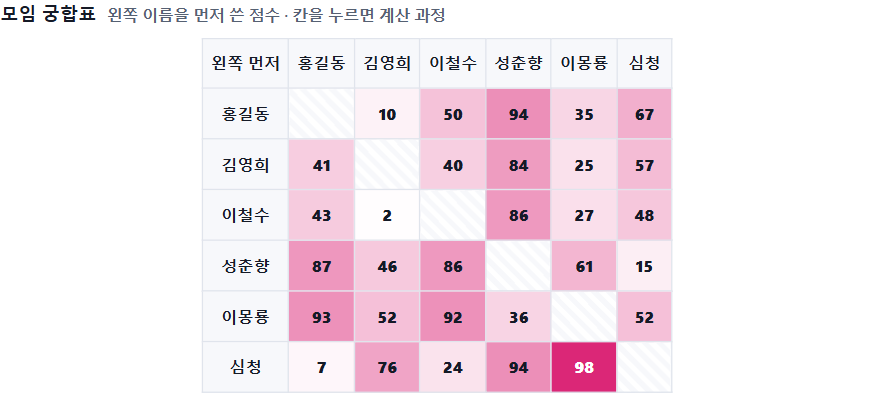 모임 궁합표 왼쪽 이름을 먼저 쓴 점수 · 칸을 누르면 계산 과정
왼쪽 먼저 홍길동 김영희 이철수 성춘향 이몽룡 심청
홍길동 10 50 94 35 67
김영희 41 40 84 25 57
이철수 43 2 86 27 48
성춘향 87 46 86 61 15
이몽룡 93 52 92 36 52
심청 7 76 24 94 98